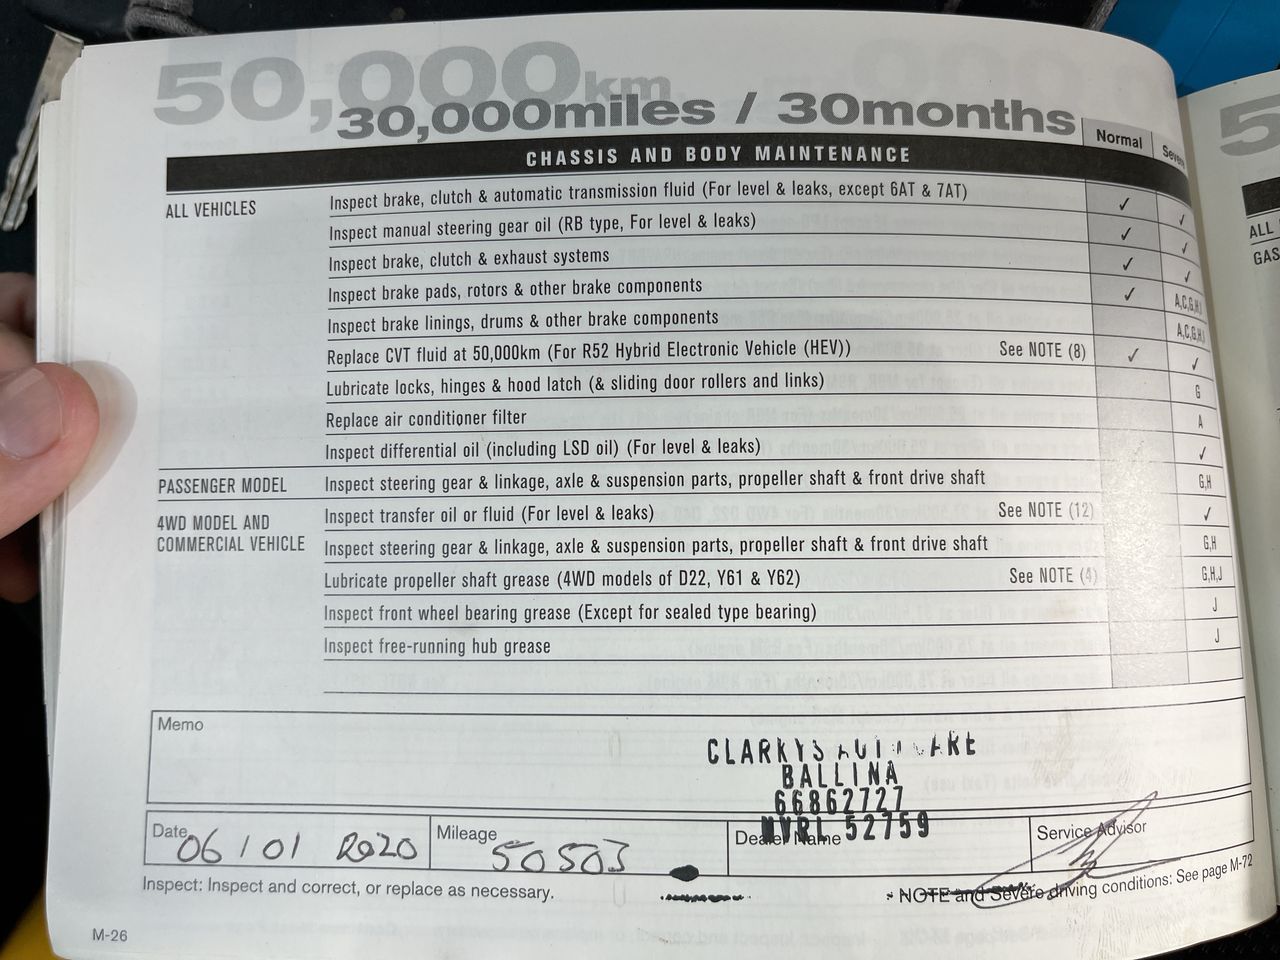 50,000km
30,000miles / 30months
Normal
CHASSIS AND BODY MAINTENANCE
ALL VEHICLES
Inspect brake, clutch & automatic transmission fluid (For level & leaks, except 6AT & 7AT) ✓ ✓
Inspect manual steering gear oil (RB type, For level & leaks) ✓ ✓
Inspect brake, clutch & exhaust systems ✓ ✓
Inspect brake pads, rotors & other brake components ✓ A,C,G,H,I
Inspect brake linings, drums & other brake components A,C,G,H,I
Replace CVT fluid at 50,000km (For R52 Hybrid Electronic Vehicle (HEV)) See NOTE (8) ✓ ✓
Lubricate locks, hinges & hood latch (& sliding door rollers and links) G
Replace air conditioner filter A
Inspect differential oil (including LSD oil) (For level & leaks) ✓
PASSENGER MODEL Inspect steering gear & linkage, axle & suspension parts, propeller shaft & front drive shaft G,H
4WD MODEL AND
COMMERCIAL VEHICLE
Inspect transfer oil or fluid (For level & leaks) See NOTE (12) ✓
Inspect steering gear & linkage, axle & suspension parts, propeller shaft & front drive shaft G,H
Lubricate propeller shaft grease (4WD models of D22, Y61 & Y62) See NOTE (4) G,H,J
Inspect front wheel bearing grease (Except for sealed type bearing) J
Inspect free-running hub grease J
Memo
CLARKYS
BALLINA
66862727
MVRL 52759
Date 06/01 2020
Mileage 50503
Dealer Name
Service Advisor
Inspect: Inspect and correct, or replace as necessary.
* NOTE and Severe driving conditions: See page M-72
M-26
5
ALL
GAS